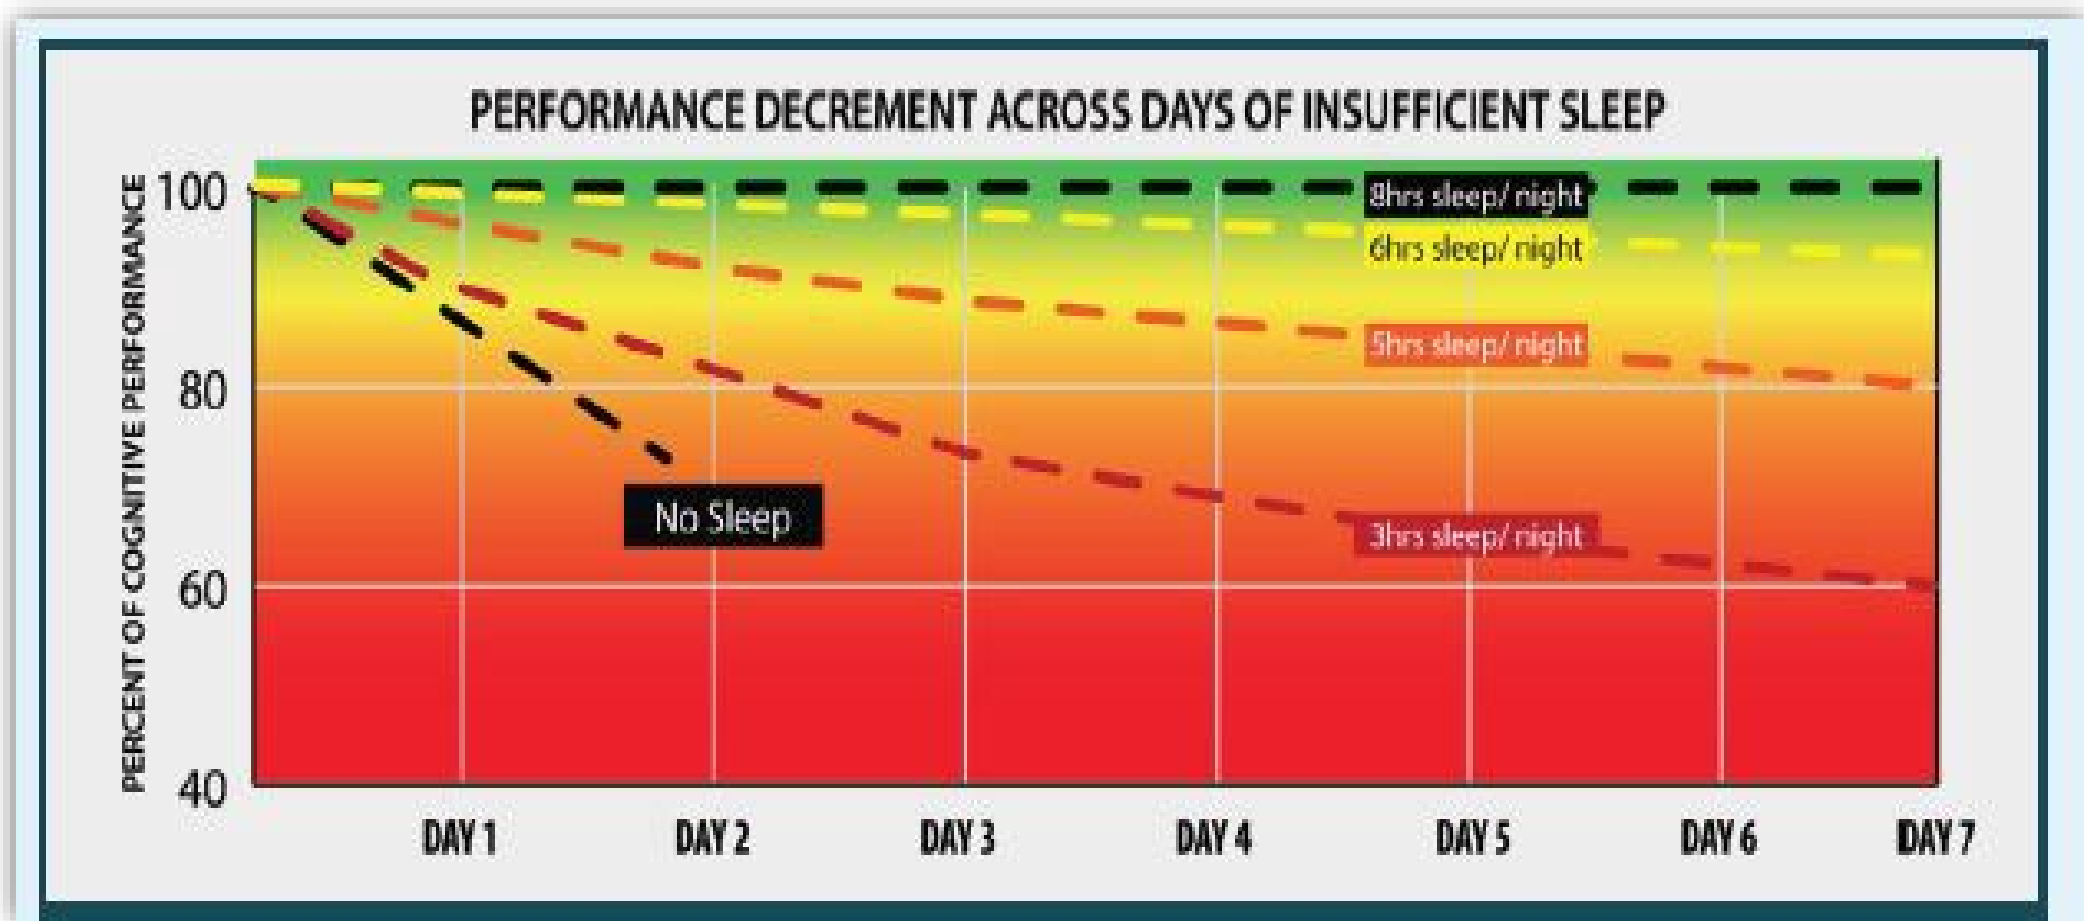 PERFORMANCE DECREMENT ACROSS DAYS OF INSUFFICIENT SLEEP
PERCENT OF COGNITIVE PERFORMANCE
100
80
60
40
8hrs sleep/ night
6hrs sleep/ night
5hrs sleep/ night
No Sleep
3hrs sleep/ night
DAY 1
DAY 2
DAY 3
DAY 4
DAY 5
DAY 6
DAY 7